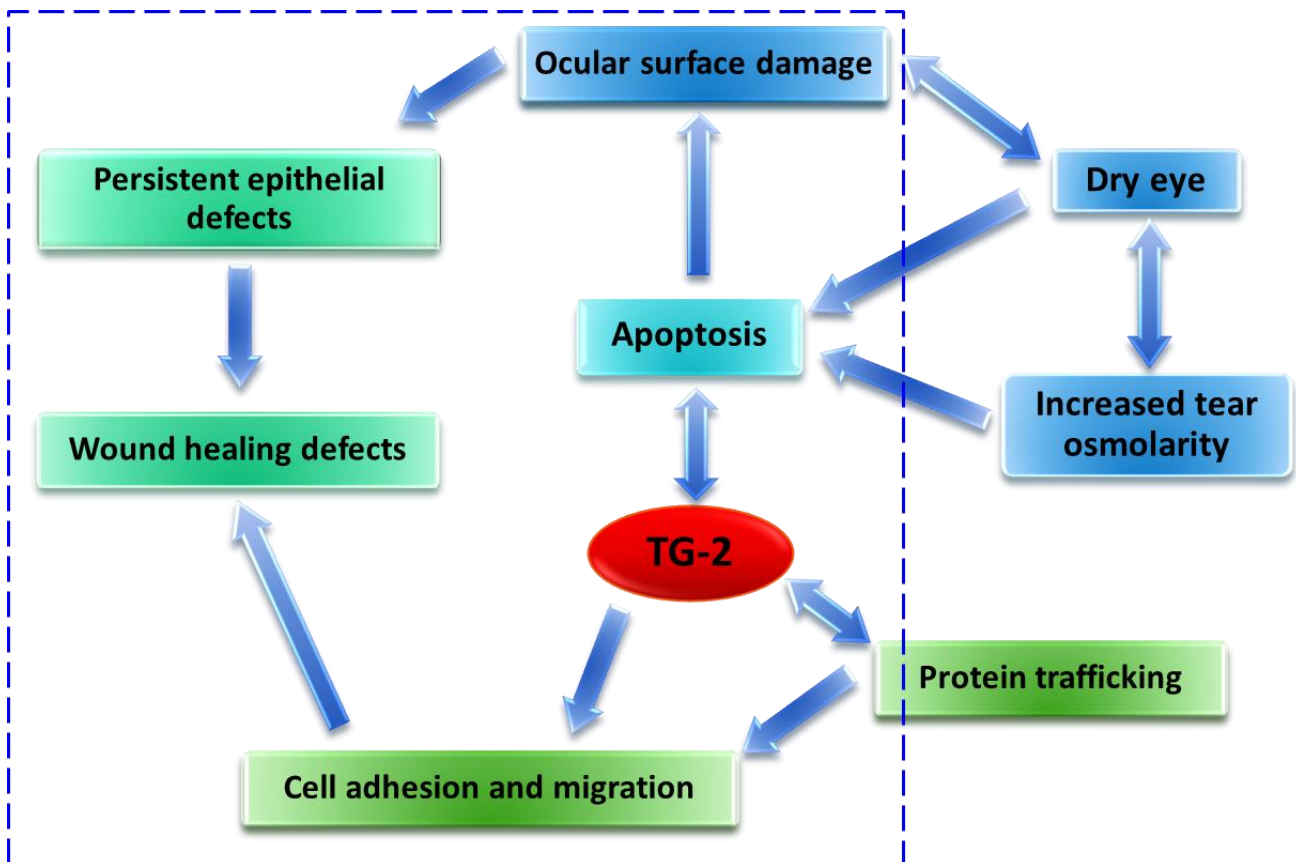 Ocular surface damage
Persistent epithelial
defects
Dry eye
Apoptosis
Increased tear
osmolarity
Wound healing defects
TG-2
Protein trafficking
Cell adhesion and migration